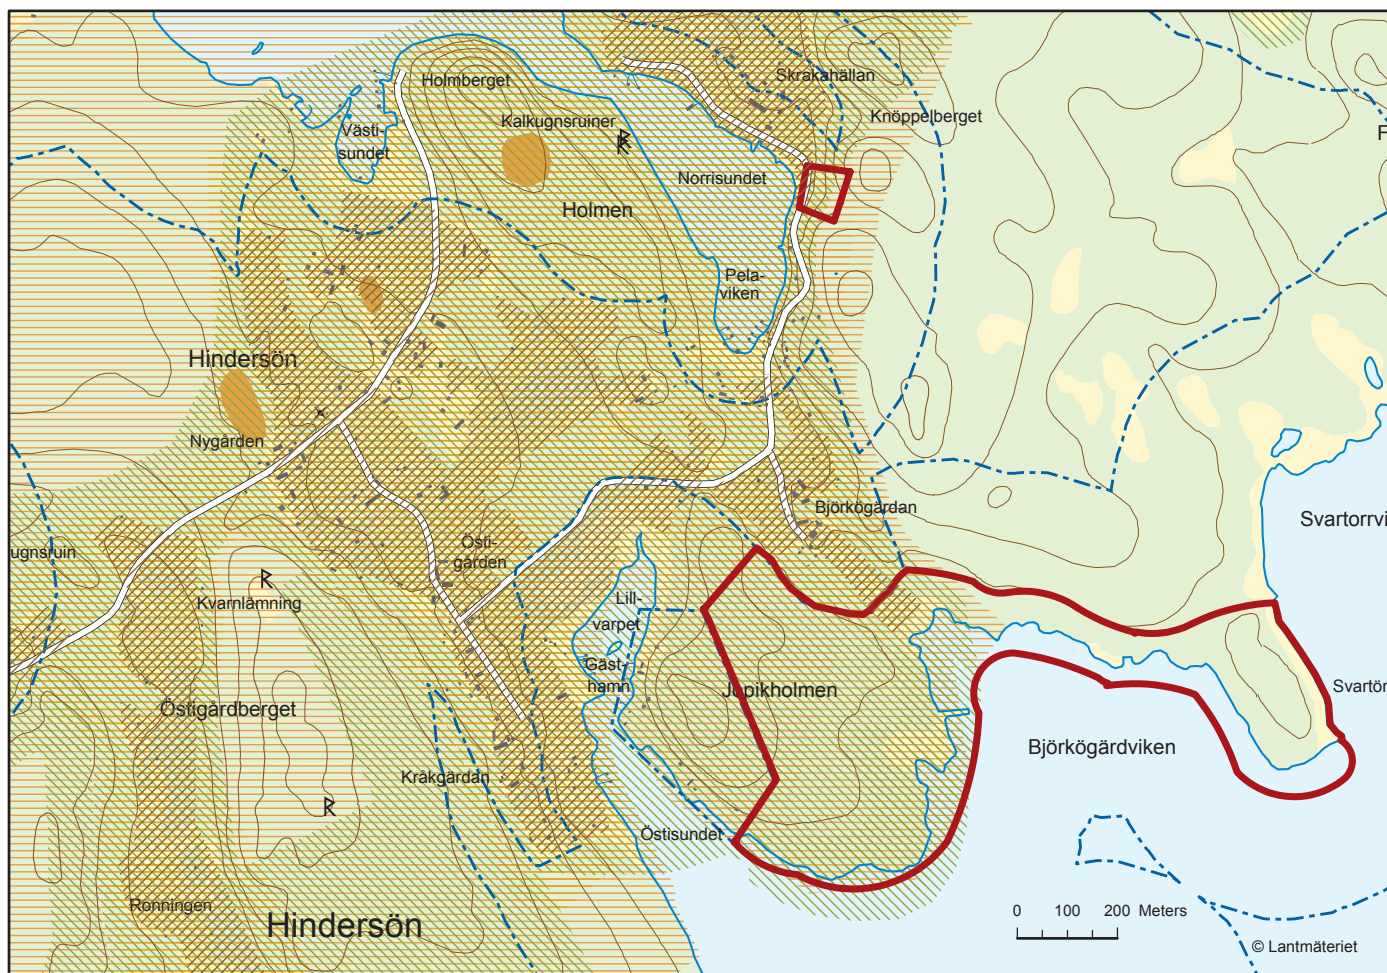 Holmberget
Skrakahällan
Kalkugnsruiner
Knöppelberget
F
Västi-
sundet
Norrisundet
Holmen
Pela-
viken
Hindersön
Nygården
Björkögärdan
Svartorrvi
Östi-
gården
ugnsruin
Kvarnlämning
Lill-
varpet
Gäst-
hamn
Jopikholmen
Svartör
Östigårdberget
Björkögärdviken
Kråkgärdan
Östisundet
Rönningen
Hindersön
0 100 200 Meters
© Lantmäteriet